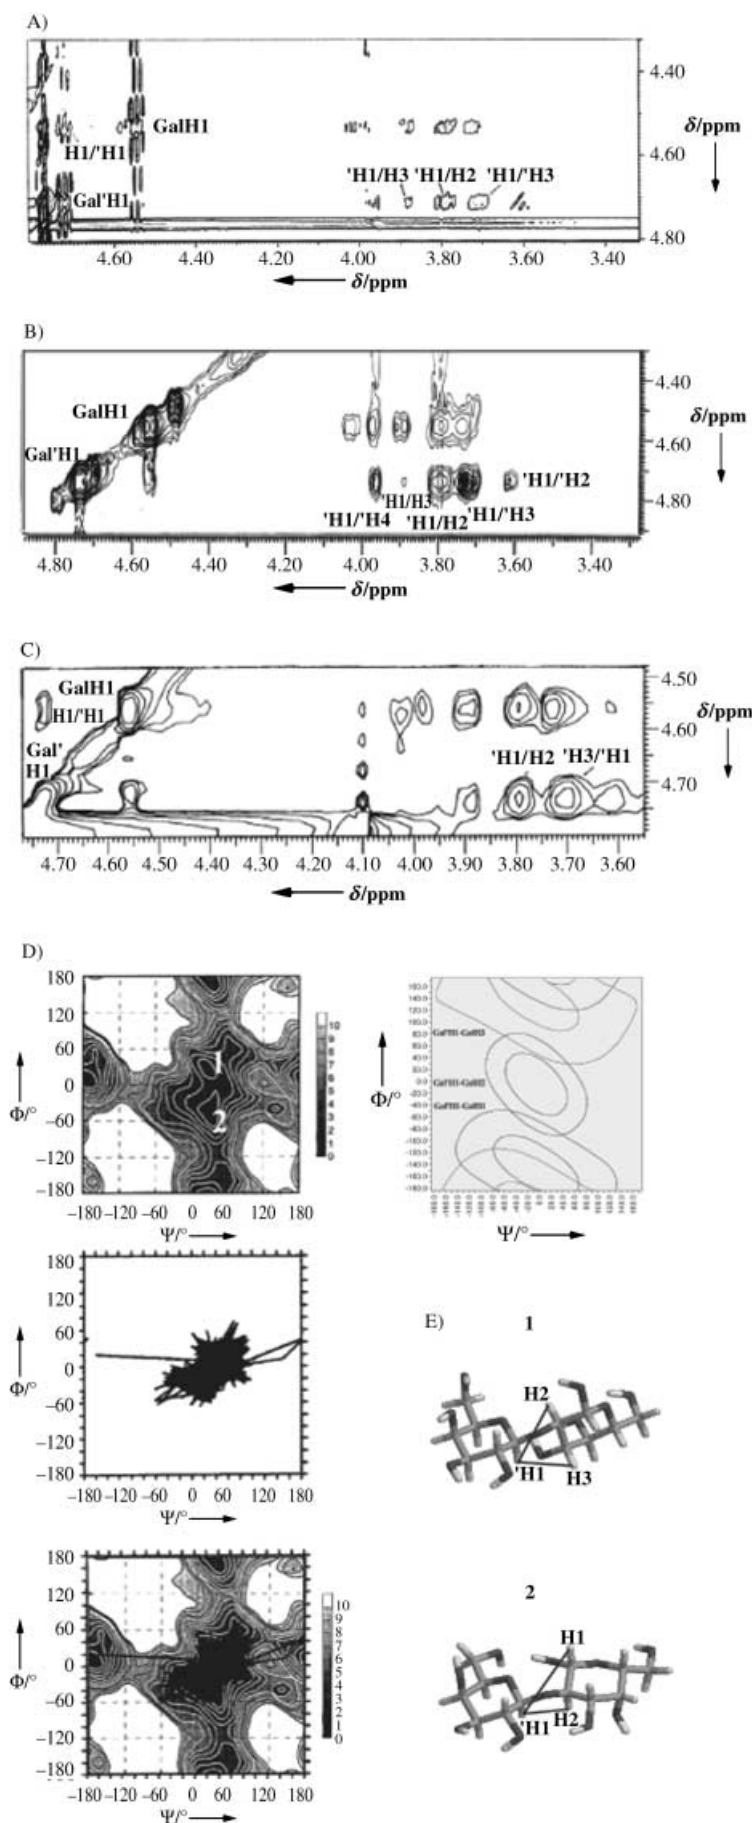 A)
4.40
δ/ppm
GalH1
H1/'H1
4.60
'H1/H3 'H1/H2 'H1/'H3
Gal'H1
4.80
4.60 4.40 4.20 4.00 3.80 3.60 3.40
δ/ppm
B)
4.40
GalH1
δ/ppm
Gal'H1
4.60
'H1/'H2
'H1/H3
4.80
'H1/'H4 'H1/H2 'H1/'H3
4.80 4.60 4.40 4.20 4.00 3.80 3.60 3.40
δ/ppm
C)
GalH1
4.50
H1/'H1
δ/ppm
4.60
Gal'
H1
'H1/H2 'H3/'H1
4.70
4.70 4.60 4.50 4.40 4.30 4.20 4.10 4.00 3.90 3.80 3.70 3.60
δ/ppm
D)
180
120
60
0
−60
−120
−180
Φ/°
1
2
10
9
8
7
6
5
4
3
2
1
0
−180 −120 −60 0 60 120 180
Ψ/°
Φ/°
Gal'H1-GalH2
Ψ/°
180
120
60
0
−60
−120
−180
Φ/°
−180 −120 −60 0 60 120 180
Ψ/°
E)
1
H2
'H1 H3
180
120
60
0
−60
−120
−180
Φ/°
10
9
8
7
6
5
4
3
2
1
0
−180 −120 −60 0 60 120 180
Ψ/°
2
H1
'H1 H2